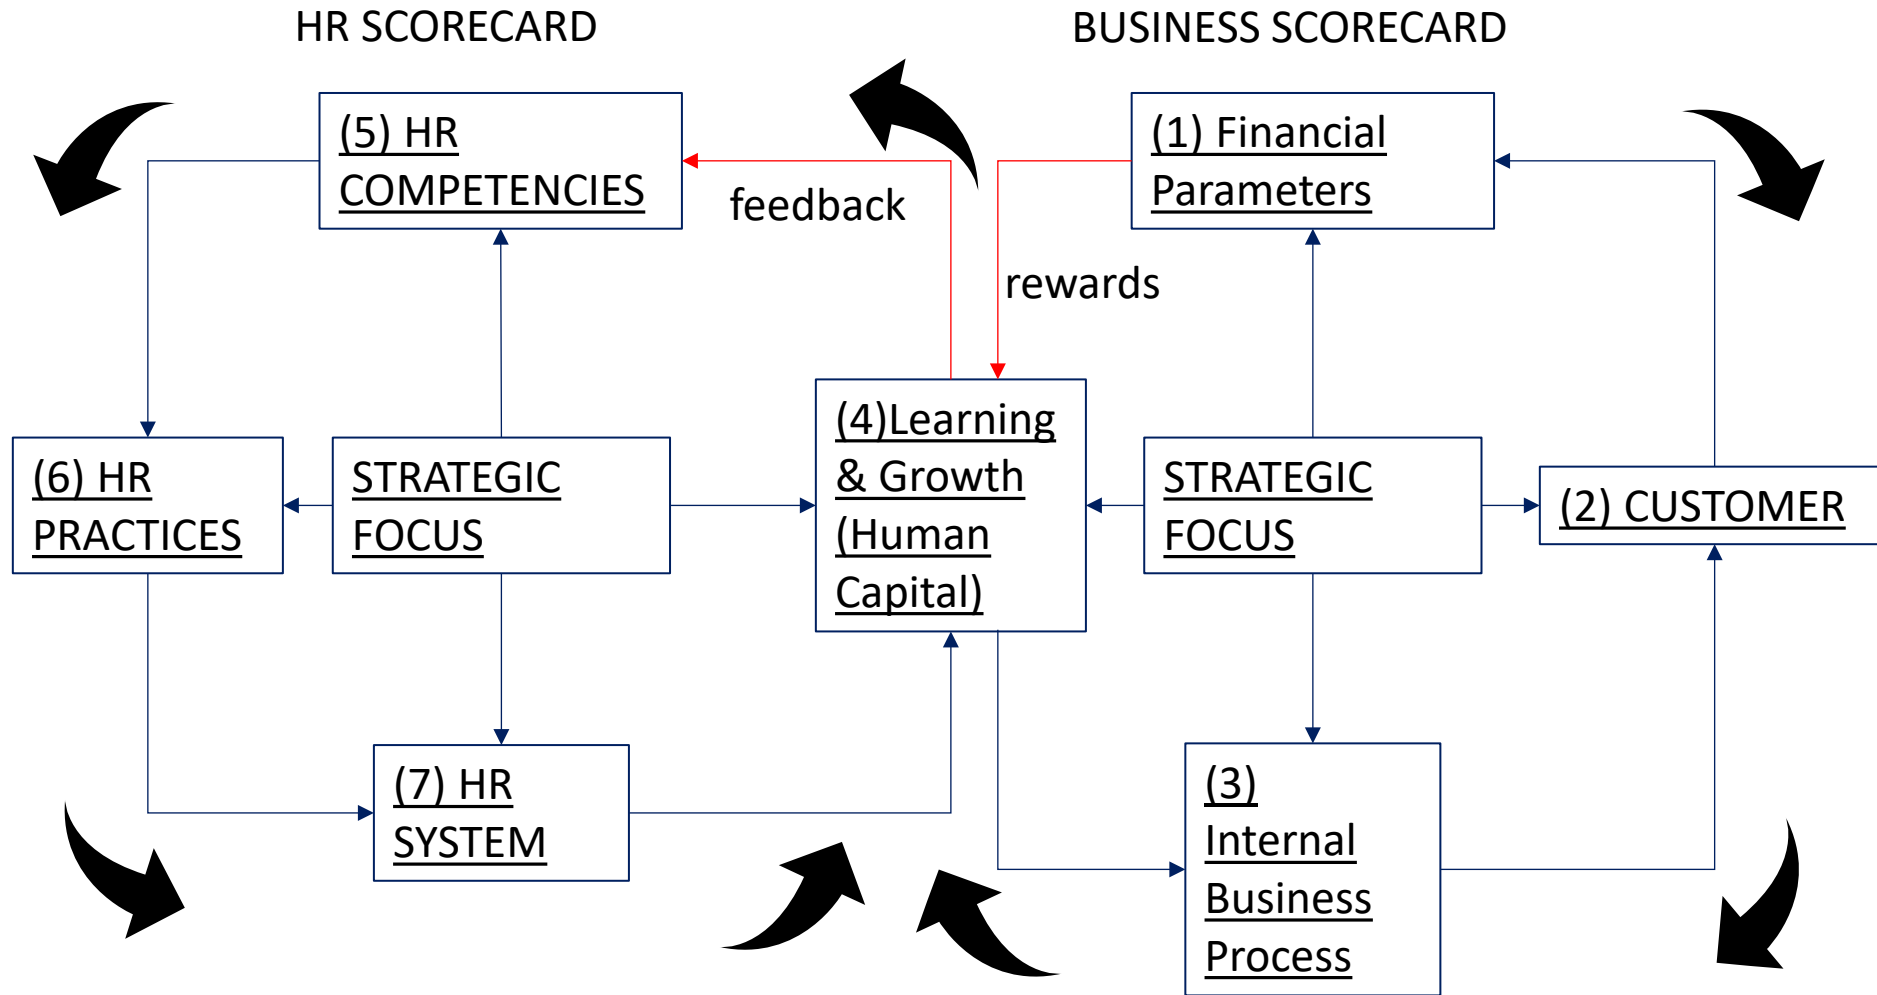 HR SCORECARD
BUSINESS SCORECARD
(5) HR
COMPETENCIES
feedback
(1) Financial
Parameters
rewards
(6) HR
PRACTICES
STRATEGIC
FOCUS
(4)Learning
& Growth
(Human
Capital)
STRATEGIC
FOCUS
(2) CUSTOMER
(7) HR
SYSTEM
(3)
Internal
Business
Process